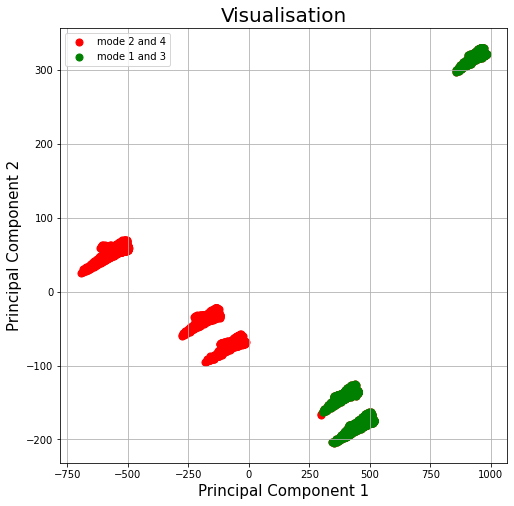 Visualisation
mode 2 and 4
mode 1 and 3
Principal Component 2
300
200
100
0
−100
−200
−750
−500
−250
0
250
500
750
1000
Principal Component 1